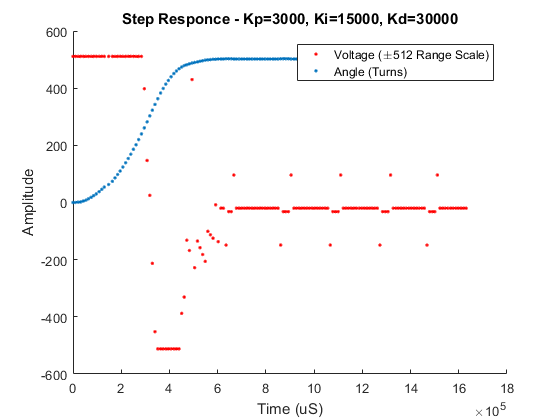 Step Responce - Kp=3000, Ki=15000, Kd=30000
600
400
200
0
-200
-400
-600
Amplitude
Voltage (±512 Range Scale)
Angle (Turns)
0 2 4 6 8 10 12 14 16 18
Time (uS)
×10^5